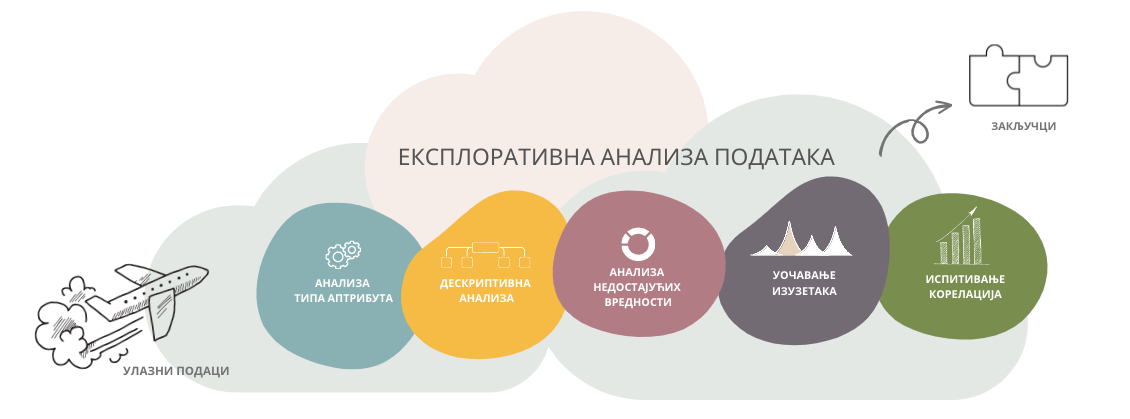 ЕКСПЛОРАТИВНА АНАЛИЗА ПОДАТАКА
ЗАКЉУЧЦИ
АНАЛИЗА
ТИПА АПТРИБУТА
ДЕСКРИПТИВНА
АНАЛИЗА
АНАЛИЗА
НЕДОСТАЈУЋИХ
ВРЕДНОСТИ
УОЧАВАЊЕ
ИЗУЗЕТАКА
ИСПИТИВАЊЕ
КОРЕЛАЦИЈА
УЛАЗНИ ПОДАЦИ